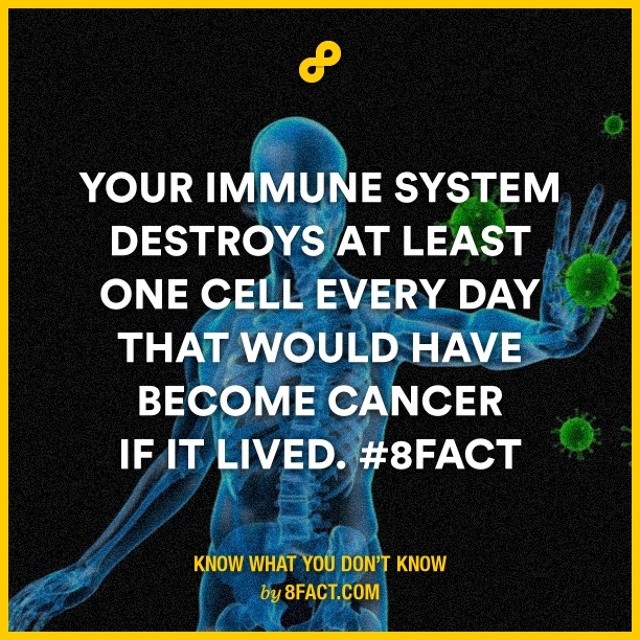 YOUR IMMUNE SYSTEM
DESTROYS AT LEAST
ONE CELL EVERY DAY
THAT WOULD HAVE
BECOME CANCER
IF IT LIVED. #8FACT
KNOW WHAT YOU DON'T KNOW
by 8FACT.COM